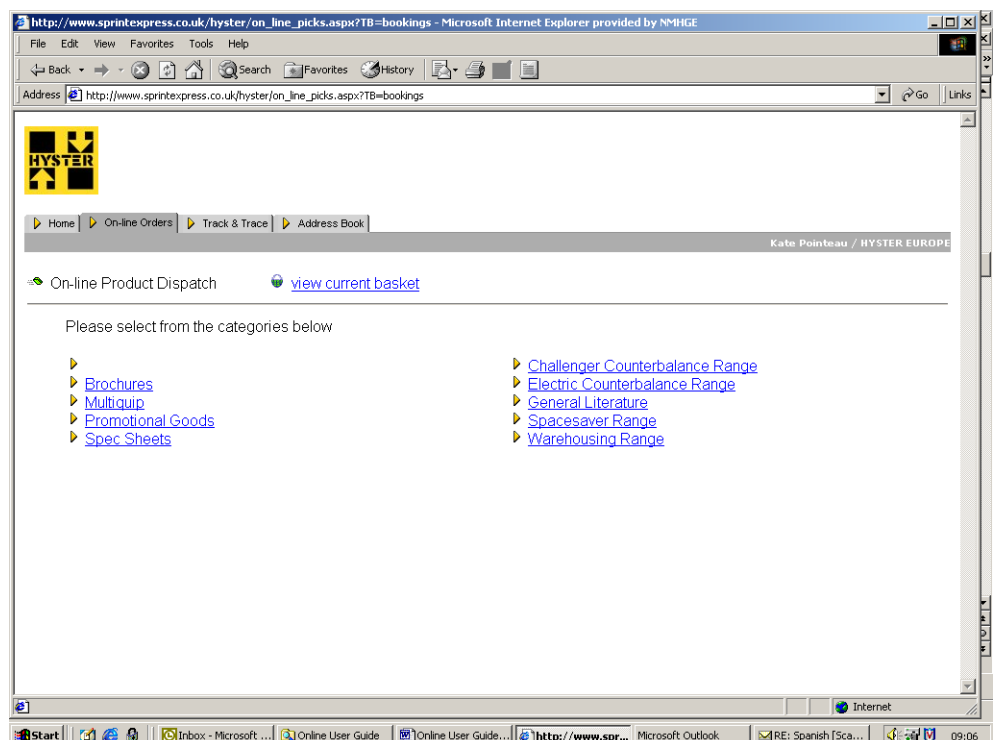 http://www.sprintexpress.co.uk/hyster/on_line_picks.aspx?TB=bookings - Microsoft Internet Explorer provided by NMHGE
File Edit View Favorites Tools Help
Back Search Favorites History
Address http://www.sprintexpress.co.uk/hyster/on_line_picks.aspx?TB=bookings Go Links
HYSTER
Home On-line Orders Track & Trace Address Book
Kate Pointeau / HYSTER EUROPE
On-line Product Dispatch view current basket
Please select from the categories below
Challenger Counterbalance Range
Brochures Electric Counterbalance Range
Multiquip General Literature
Promotional Goods Spacesaver Range
Spec Sheets Warehousing Range
Internet
Start Inbox - Microsoft ... Online User Guide Online User Guide... http://www.spr... Microsoft Outlook RE: Spanish [Sca... 09:06